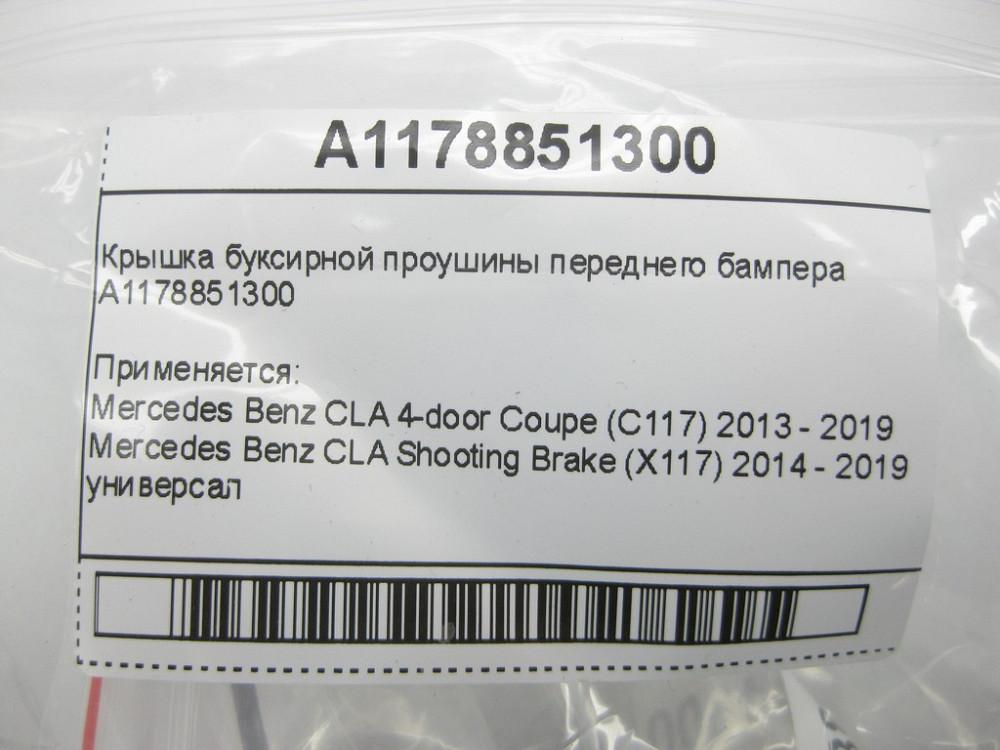 A1178851300
Крышка буксирной проушины переднего бампера
A1178851300
Применяется:
Mercedes Benz CLA 4-door Coupe (C117) 2013 - 2019
Mercedes Benz CLA Shooting Brake (X117) 2014 - 2019
универсал